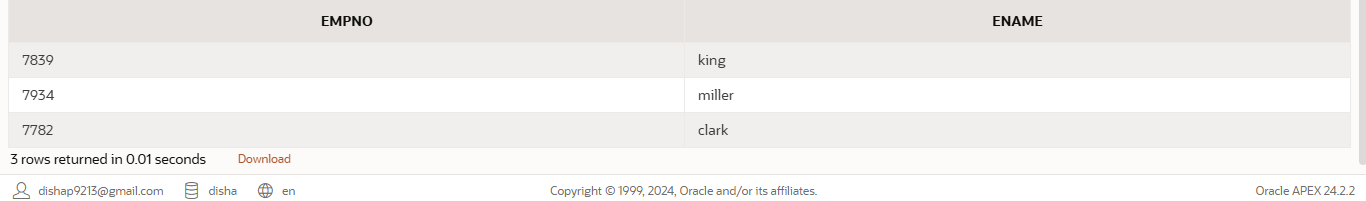 EMPNO ENAME
7839 king
7934 miller
7782 clark
3 rows returned in 0.01 seconds Download
dishap9213@gmail.com disha en Copyright © 1999, 2024, Oracle and/or its affiliates. Oracle APEX 24.2.2